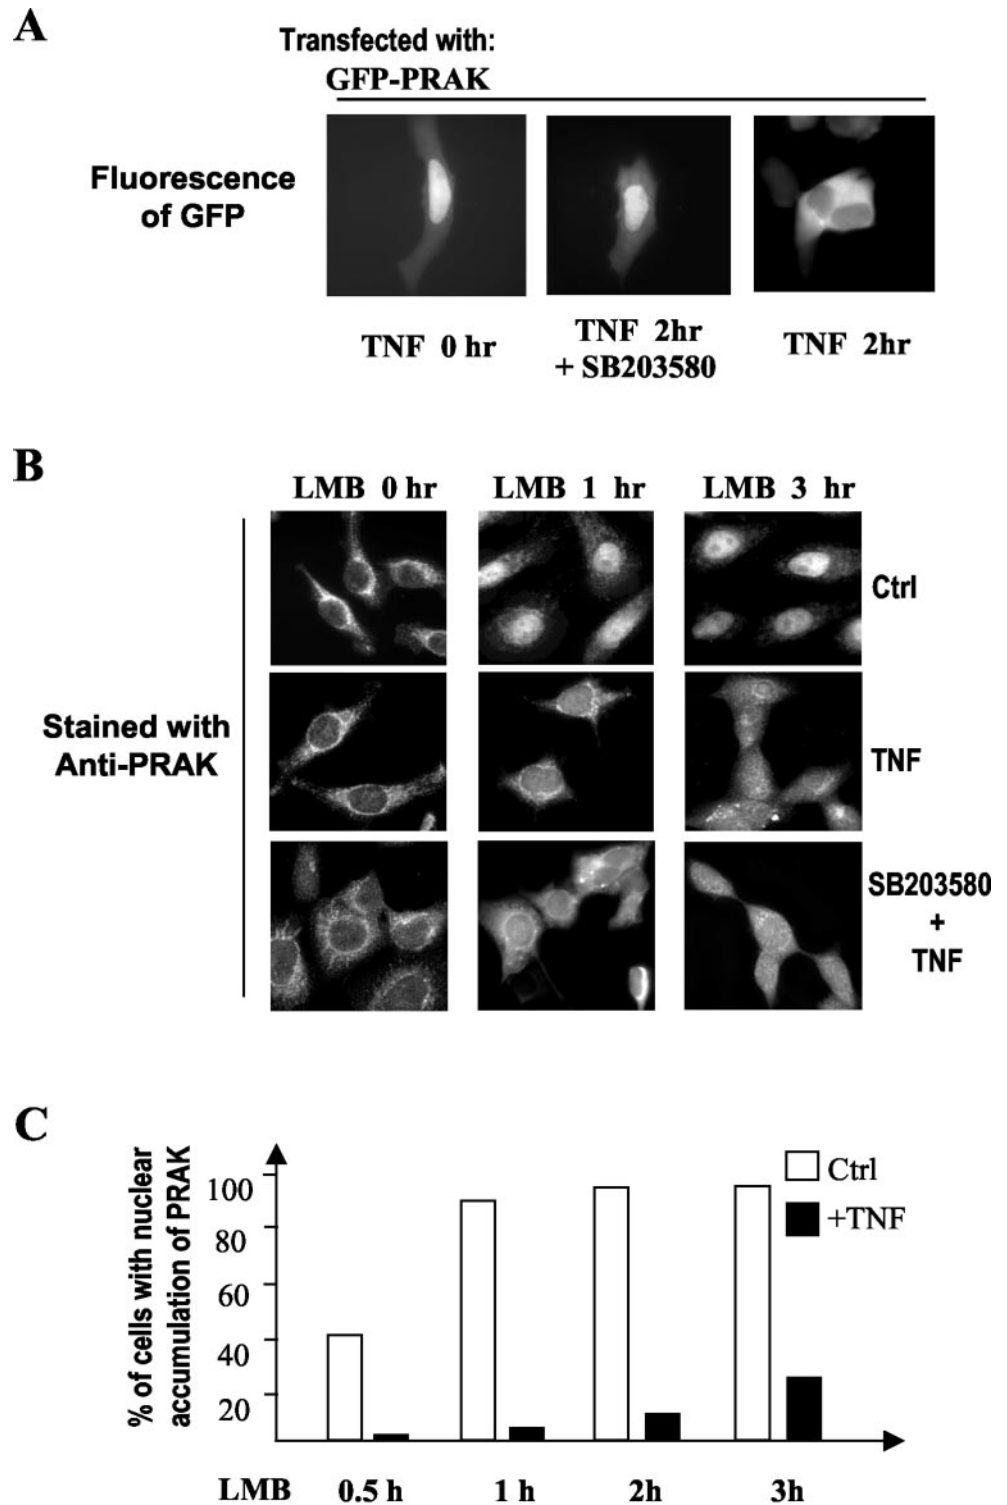 A
Transfected with:
GFP-PRAK
Fluorescence
of GFP
TNF 0 hr
TNF 2hr
+ SB203580
TNF 2hr
B
LMB 0 hr
LMB 1 hr
LMB 3 hr
Stained with
Anti-PRAK
Ctrl
TNF
SB203580
+
TNF
C
% of cells with nuclear
accumulation of PRAK
100
80
60
40
20
Ctrl
+TNF
LMB 0.5 h 1 h 2h 3h